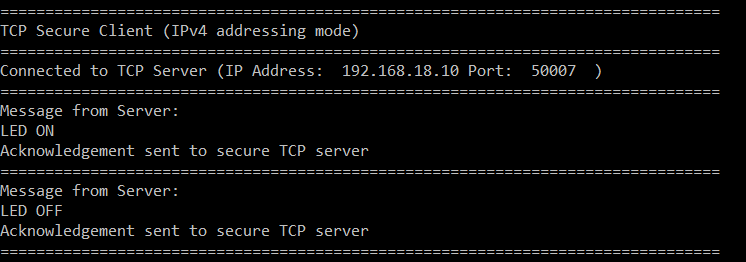 ================================================================================
TCP Secure Client (IPv4 addressing mode)
================================================================================
Connected to TCP Server (IP Address:  192.168.18.10 Port:  50007  )
================================================================================
Message from Server:
LED ON
Acknowledgement sent to secure TCP server
================================================================================
Message from Server:
LED OFF
Acknowledgement sent to secure TCP server
================================================================================